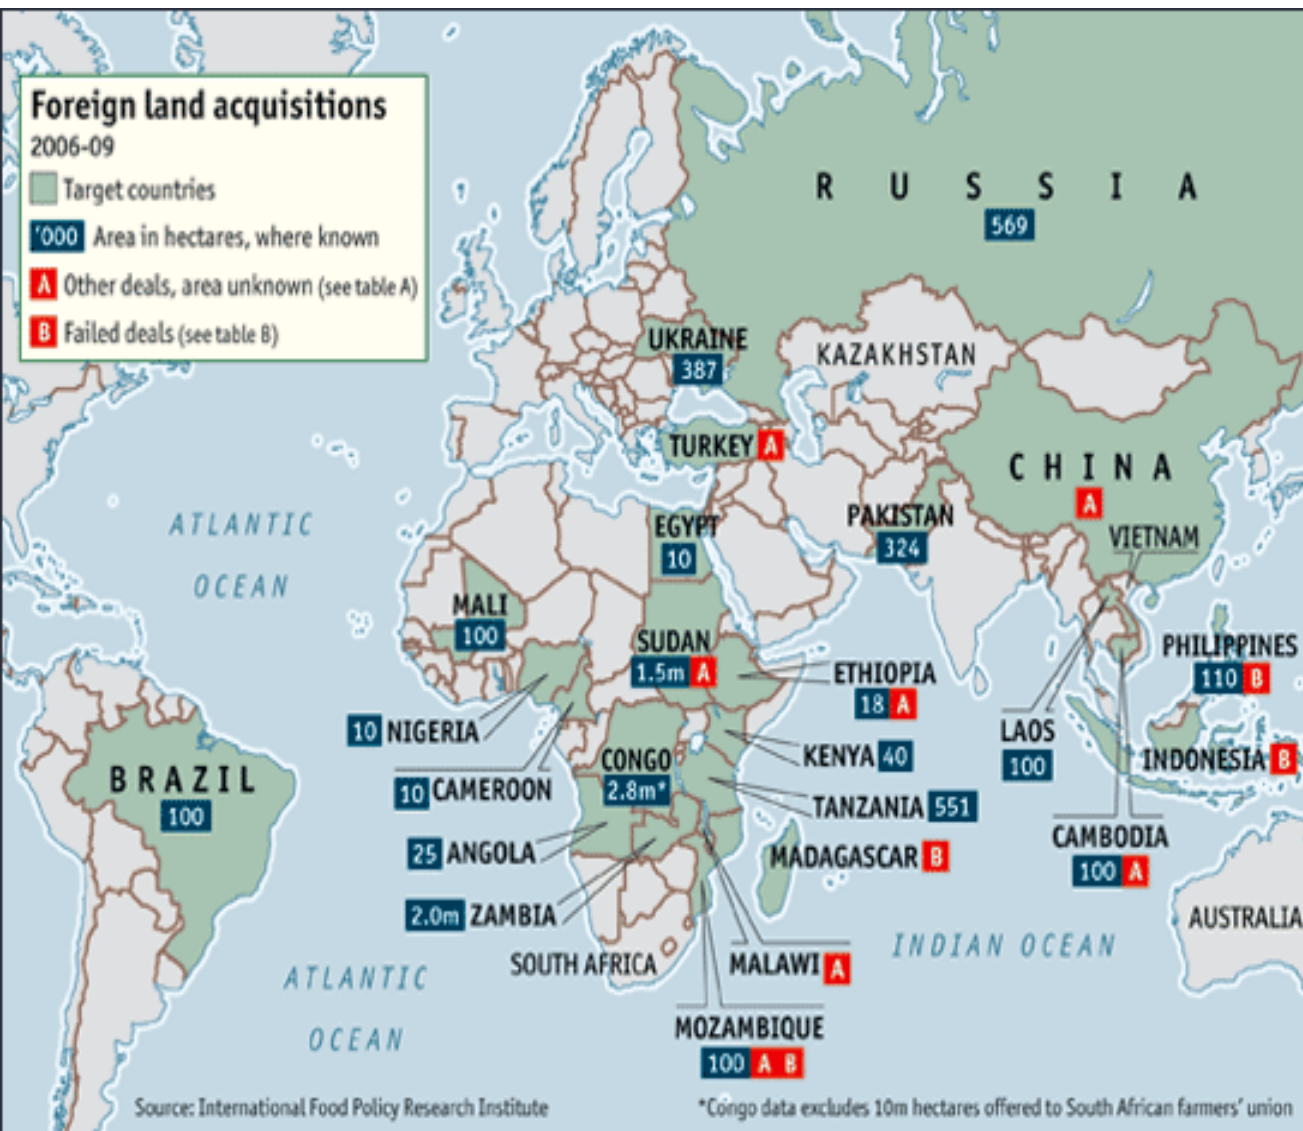 Foreign land acquisitions
2006-09
Target countries
'000 Area in hectares, where known
A Other deals, area unknown (see table A)
B Failed deals (see table B)
R U S S I A
569
UKRAINE
387
KAZAKHSTAN
TURKEY A
CHINA
A
PAKISTAN
324
VIETNAM
ATLANTIC
OCEAN
EGYPT
10
MALI
100
SUDAN
1.5m A
ETHIOPIA
18 A
PHILIPPINES
110 B
10 NIGERIA
KENYA 40
LAOS
100
INDONESIA B
BRAZIL
100
10 CAMEROON
CONGO
2.8m*
TANZANIA 551
25 ANGOLA
MADAGASCAR B
CAMBODIA
100 A
2.0m ZAMBIA
AUSTRALIA
SOUTH AFRICA
MALAWI A
INDIAN OCEAN
ATLANTIC
OCEAN
MOZAMBIQUE
100 A B
Source: International Food Policy Research Institute
*Congo data excludes 10m hectares offered to South African farmers' union